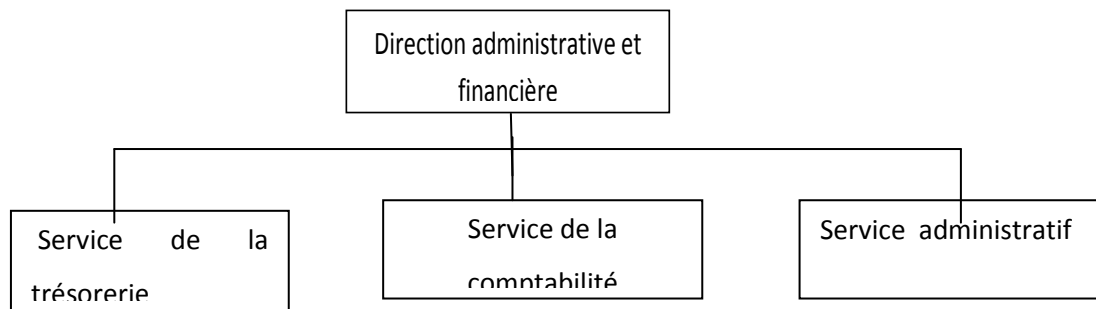 Direction administrative et
financière
Service de la
trésorerie
Service de la
comptabilité
Service administratif